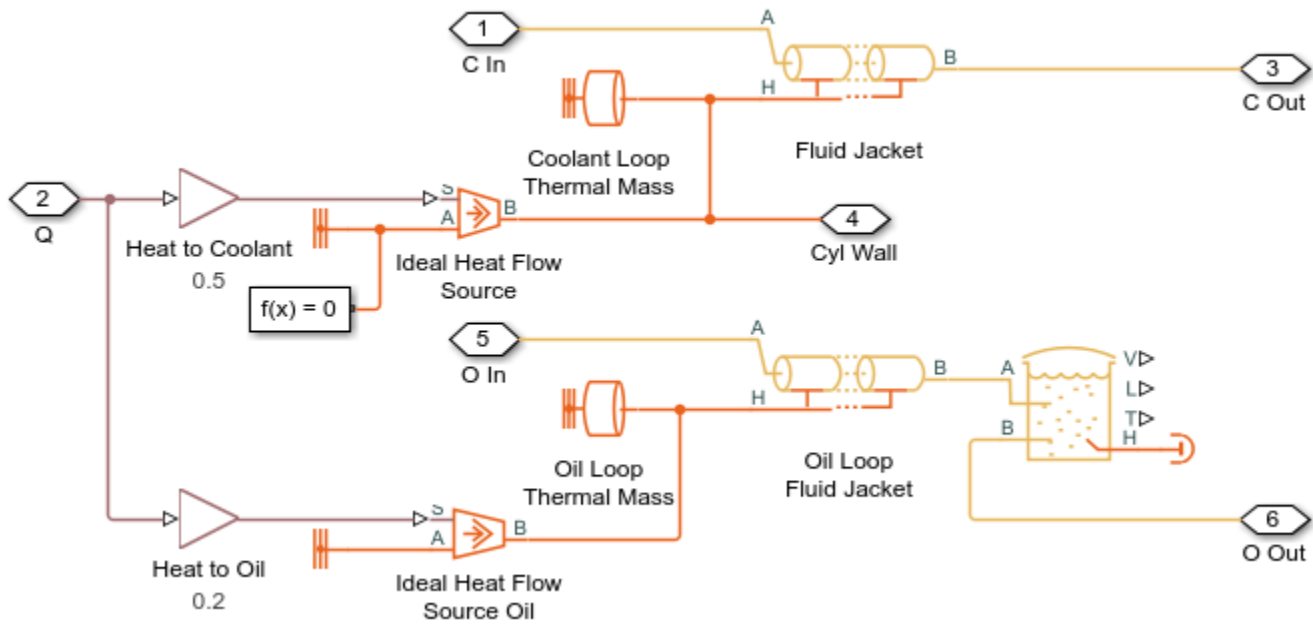 1
C In
A
B
3
C Out
H
Fluid Jacket
Coolant Loop
Thermal Mass
2
Q
Heat to Coolant
0.5
S
A
B
Ideal Heat Flow
Source
4
Cyl Wall
f(x) = 0
5
O In
A
B
H
Oil Loop
Fluid Jacket
A
B
V
L
T
H
Oil Loop
Thermal Mass
Heat to Oil
0.2
S
A
B
Ideal Heat Flow
Source Oil
6
O Out